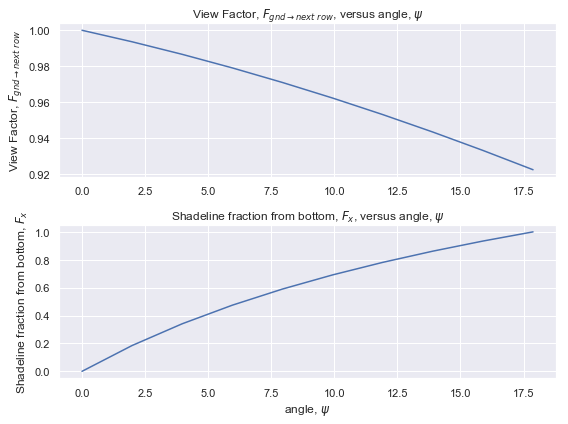 View Factor, F_gnd→next row, versus angle, ψ
View Factor, F_gnd→next row
1.00
0.98
0.96
0.94
0.92
0.0 2.5 5.0 7.5 10.0 12.5 15.0 17.5
Shadeline fraction from bottom, F_x, versus angle, ψ
Shadeline fraction from bottom, F_x
1.0
0.8
0.6
0.4
0.2
0.0
0.0 2.5 5.0 7.5 10.0 12.5 15.0 17.5
angle, ψ